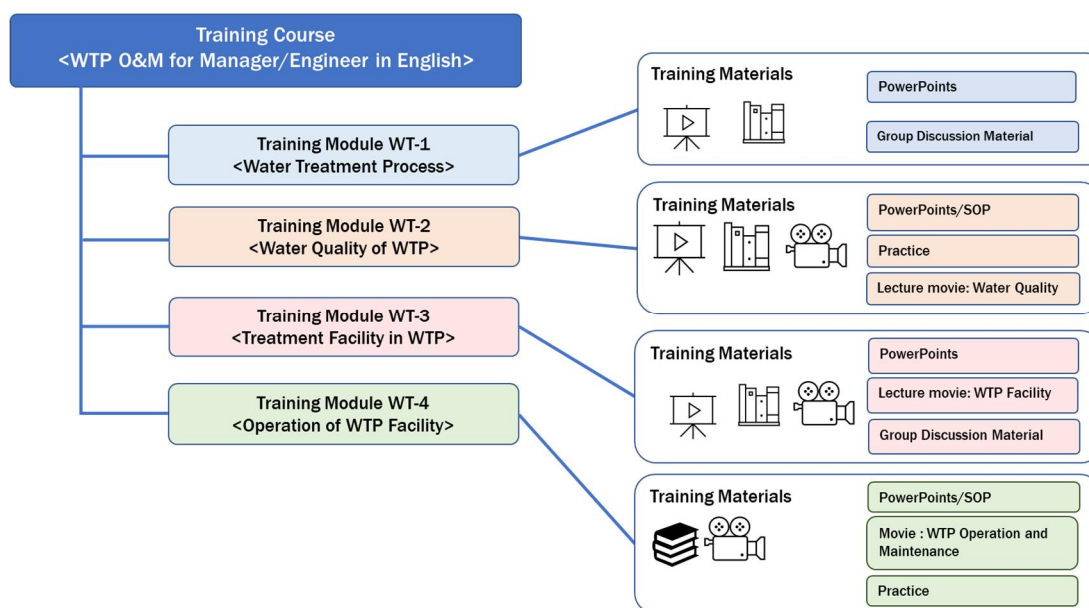 Training Course
<WTP O&M for Manager/Engineer in English>
Training Module WT-1
<Water Treatment Process>
Training Module WT-2
<Water Quality of WTP>
Training Module WT-3
<Treatment Facility in WTP>
Training Module WT-4
<Operation of WTP Facility>
Training Materials
PowerPoints
Group Discussion Material
Training Materials
PowerPoints/SOP
Practice
Lecture movie: Water Quality
Training Materials
PowerPoints
Lecture movie: WTP Facility
Group Discussion Material
Training Materials
PowerPoints/SOP
Movie : WTP Operation and
Maintenance
Practice